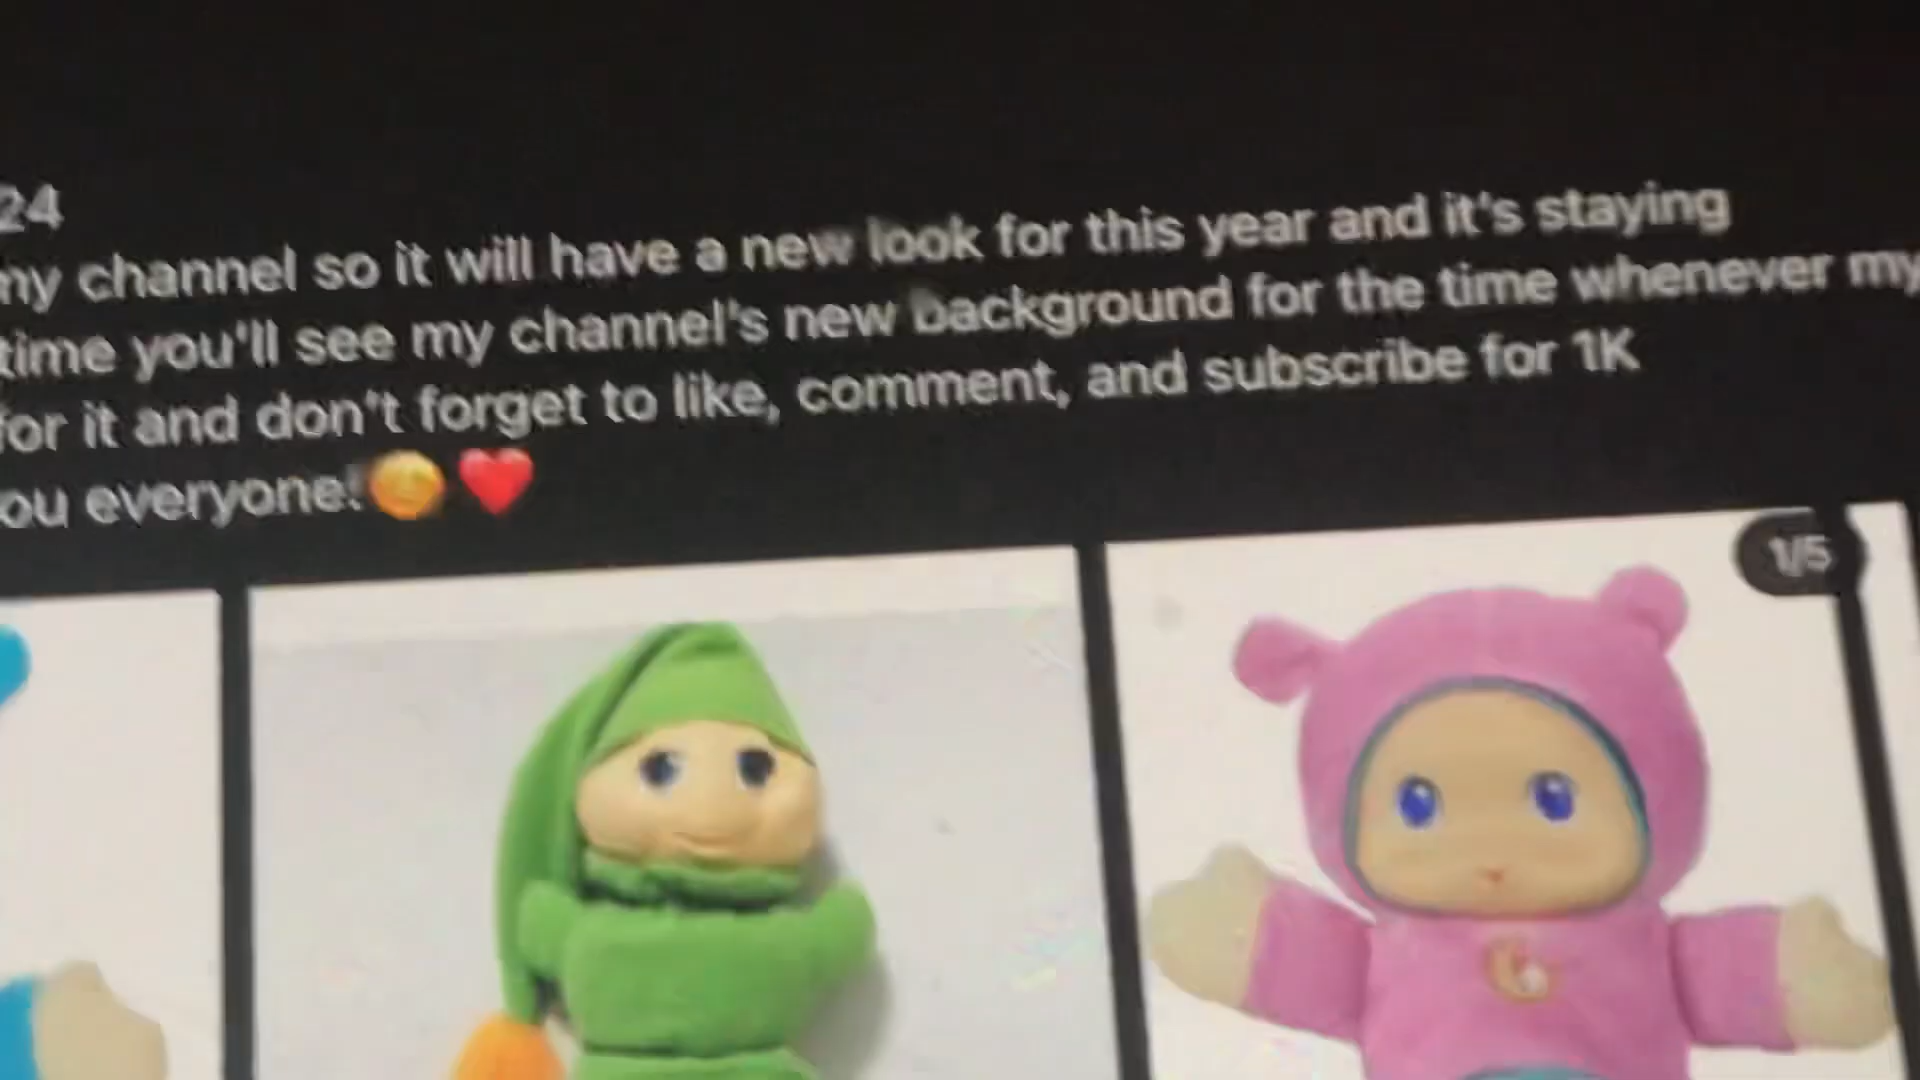 24
my channel so it will have a new look for this year and it's staying
time you'll see my channel's new background for the time whenever my
for it and don't forget to like, comment, and subscribe for 1K
ou everyone!😊❤️
1/5